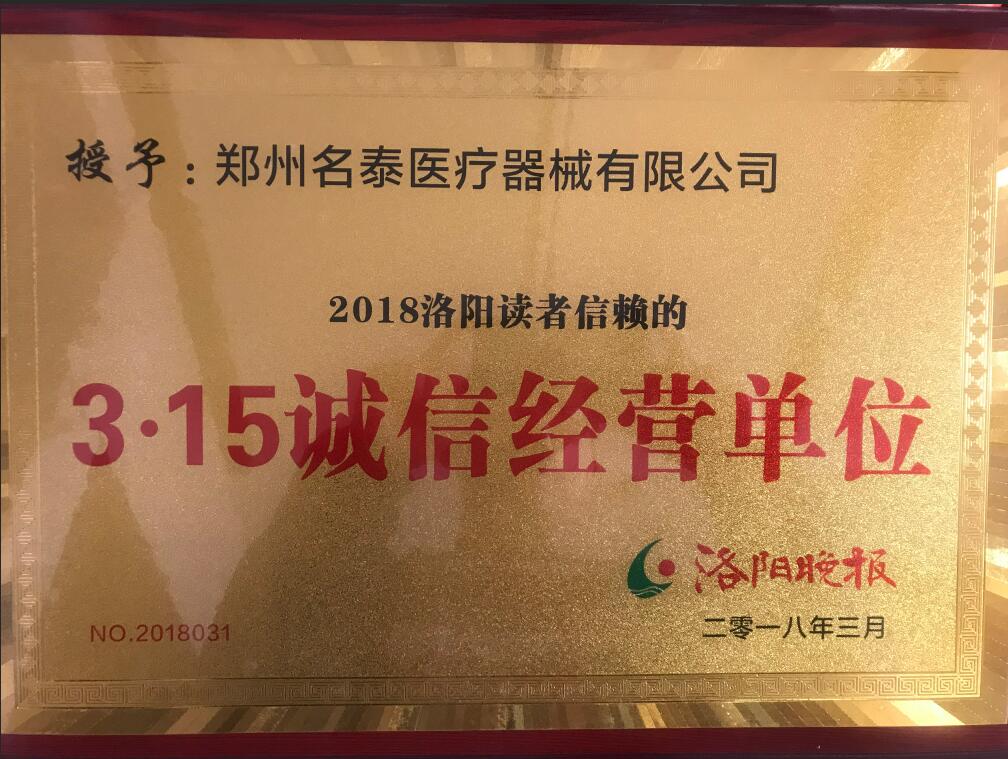 授予：郑州名泰医疗器械有限公司
2018洛阳读者信赖的
3·15诚信经营单位
洛阳晚报
NO.2018031
二零一八年三月